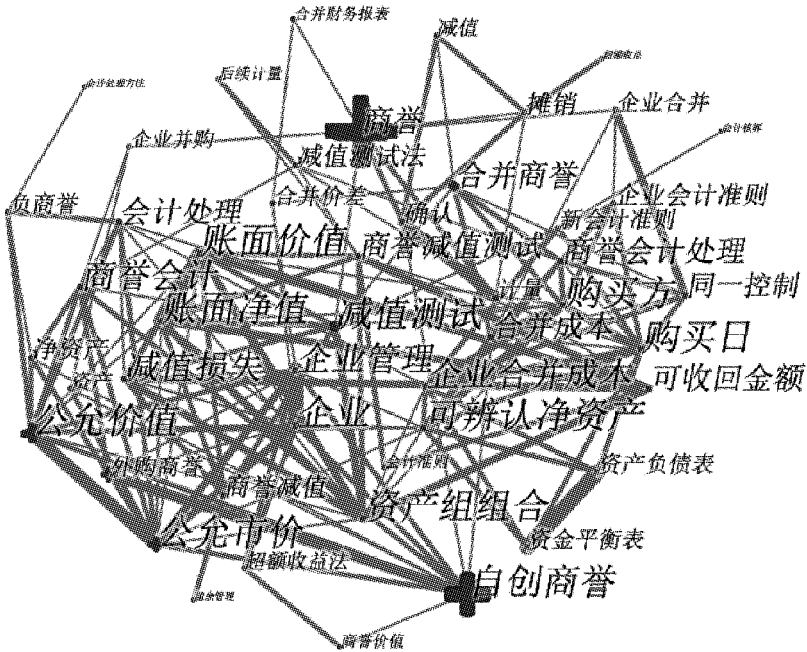 合并财务报表
减值
后续计量
会计处理方法
摊销
企业合并
商誉
企业并购
减值测试法
合并商誉
合并价差
企业会计准则
负商誉
会计处理
确认
新会计准则
账面价值
商誉减值测试
商誉会计处理
商誉会计
计量
购买方
同一控制
账面净值
减值测试
合并成本
购买日
净资产
资产
减值损失
企业管理
企业合并成本
可收回金额
公允价值
企业
可辨认净资产
外购商誉
会计准则
资产负债表
商誉减值
资产组组合
公允市价
资金平衡表
超额收益法
自创商誉
商誉价值